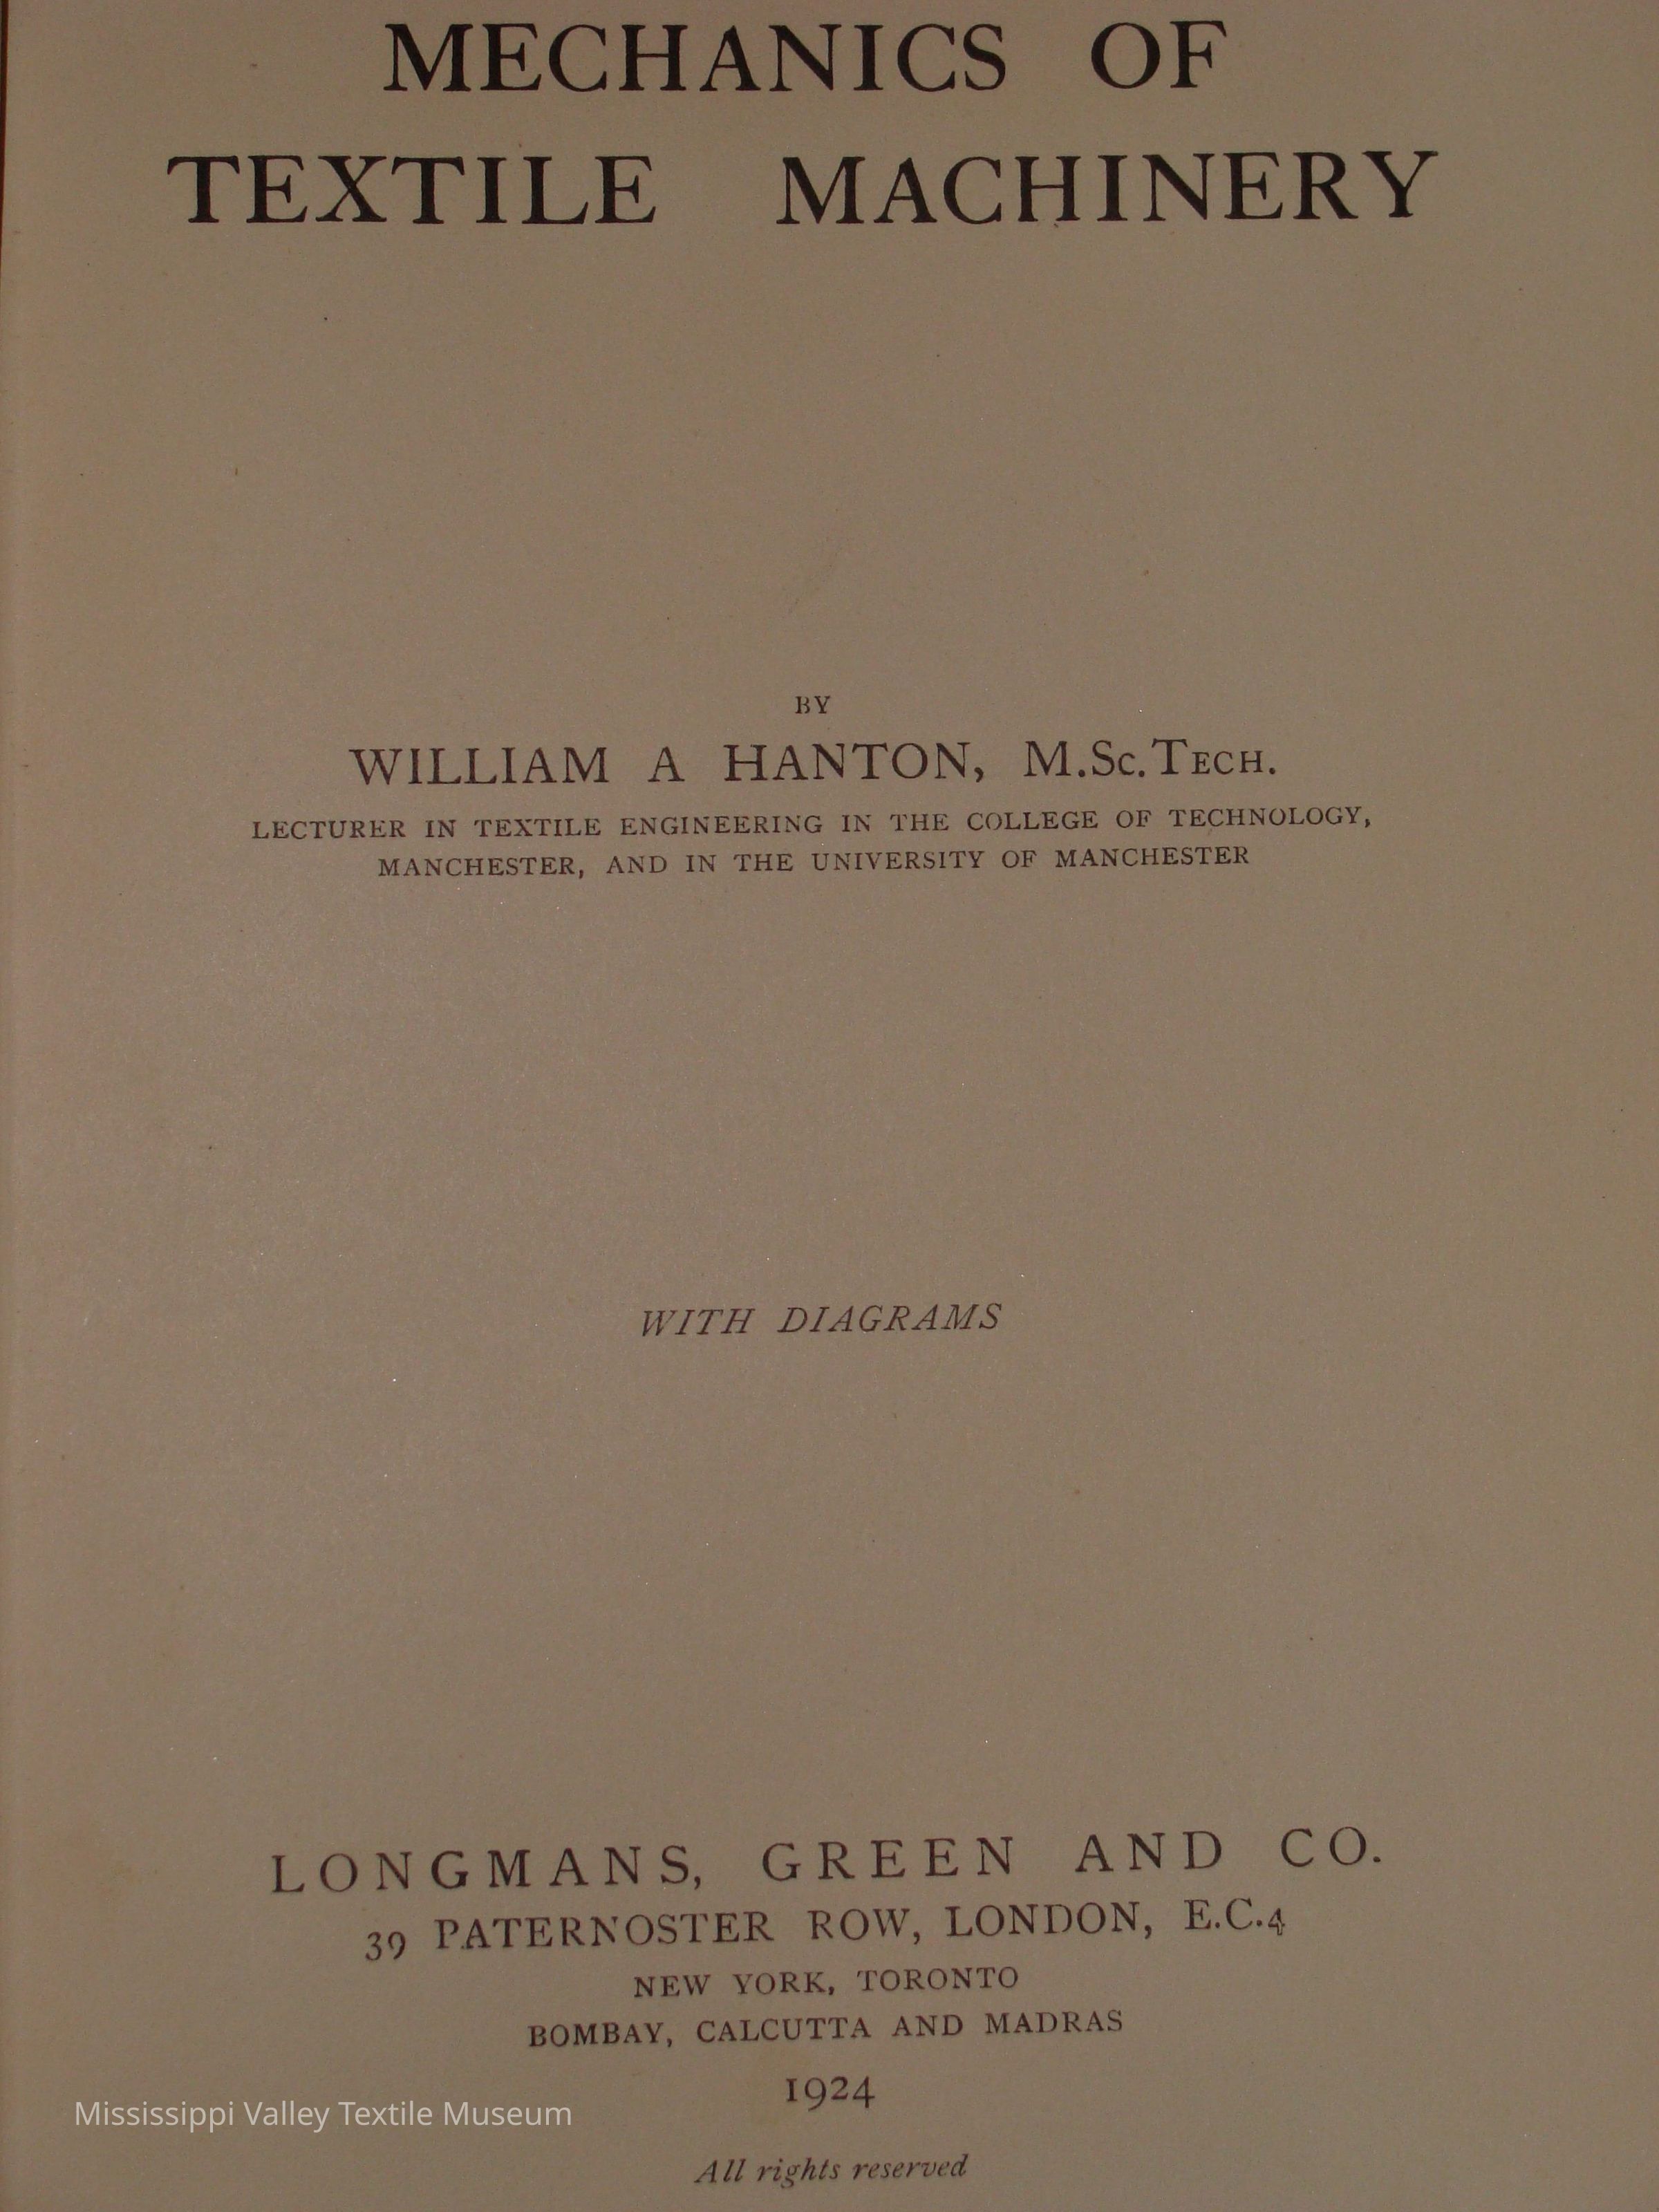 MECHANICS OF
TEXTILE MACHINERY
BY
WILLIAM A HANTON, M.Sc.TECH.
LECTURER IN TEXTILE ENGINEERING IN THE COLLEGE OF TECHNOLOGY,
MANCHESTER, AND IN THE UNIVERSITY OF MANCHESTER
WITH DIAGRAMS
LONGMANS, GREEN AND CO.
39 PATERNOSTER ROW, LONDON, E.C.4
NEW YORK, TORONTO
BOMBAY, CALCUTTA AND MADRAS
1924
Mississippi Valley Textile Museum
All rights reserved